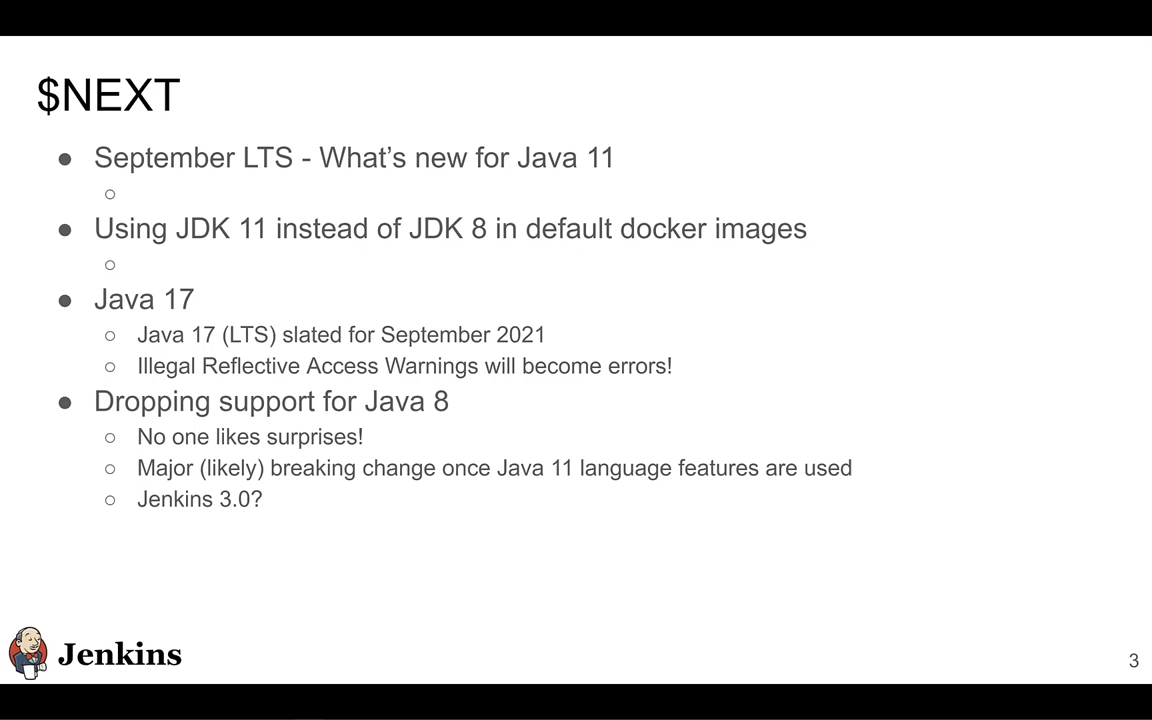 $NEXT
● September LTS - What’s new for Java 11
○
● Using JDK 11 instead of JDK 8 in default docker images
○
● Java 17
○ Java 17 (LTS) slated for September 2021
○ Illegal Reflective Access Warnings will become errors!
● Dropping support for Java 8
○ No one likes surprises!
○ Major (likely) breaking change once Java 11 language features are used
○ Jenkins 3.0?
Jenkins
3